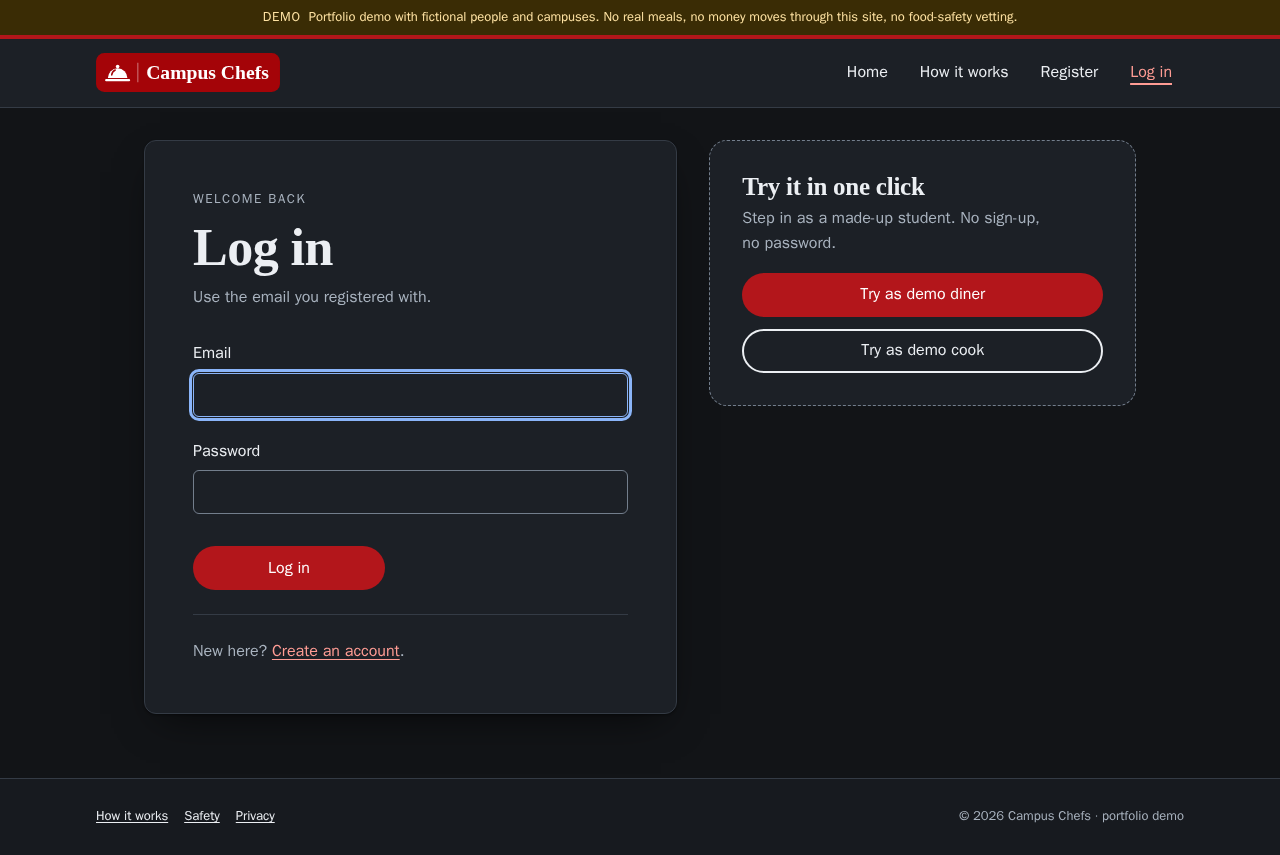 DEMO Portfolio demo with fictional people and campuses. No real meals, no money moves through this site, no food-safety vetting.
Campus Chefs
Home How it works Register Log in
WELCOME BACK
Log in
Use the email you registered with.
Email
Password
Log in
New here? Create an account.
Try it in one click
Step in as a made-up student. No sign-up,
no password.
Try as demo diner
Try as demo cook
How it works Safety Privacy
© 2026 Campus Chefs · portfolio demo